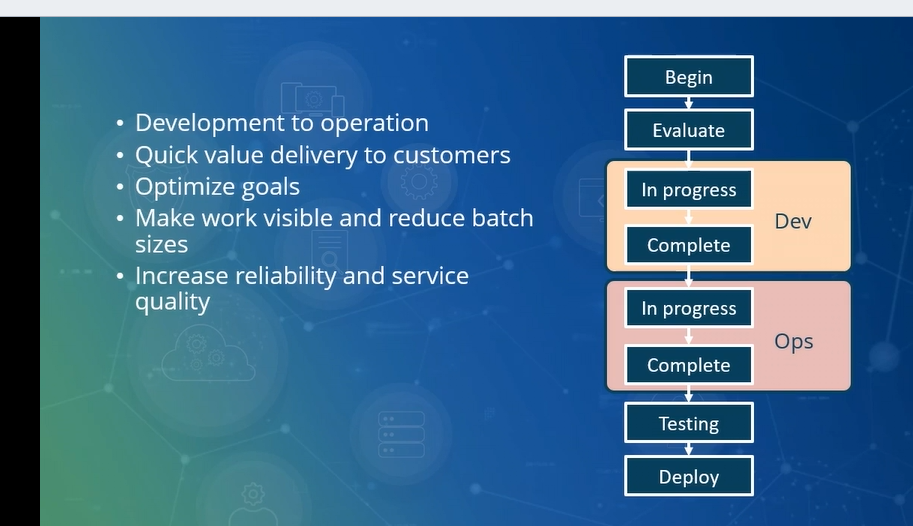 • Development to operation
• Quick value delivery to customers
• Optimize goals
• Make work visible and reduce batch
sizes
• Increase reliability and service
quality
Begin
Evaluate
In progress
Complete
Dev
In progress
Complete
Ops
Testing
Deploy